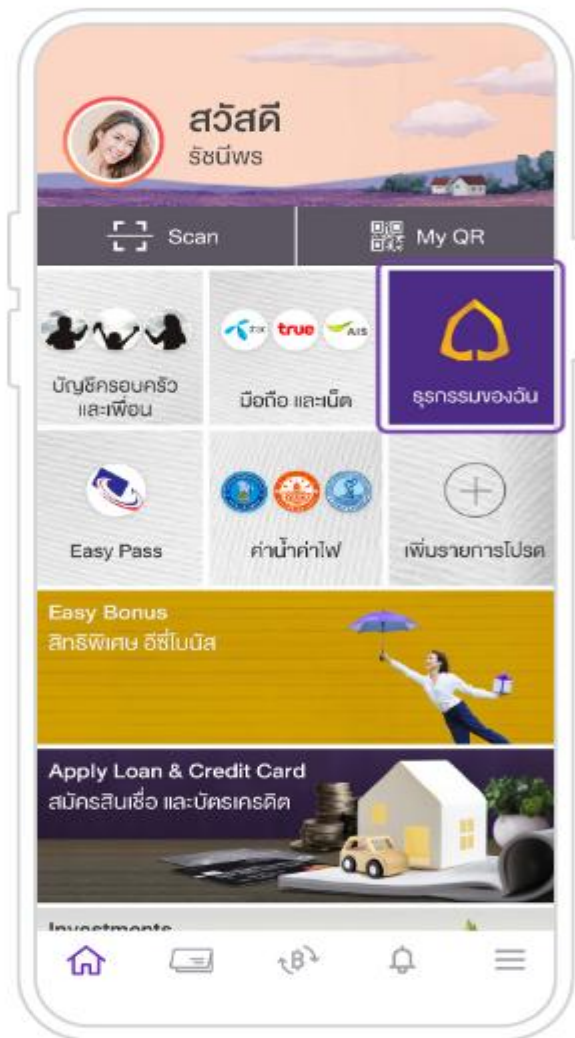 สวัสดี
รัชนีพร
Scan
My QR
true
AIS
บัญชีครอบครัว
และเพื่อน
มือถือ และเน็ต
ธุรกรรมของฉัน
Easy Pass
ค่าน้ำค่าไฟ
เพิ่มรายการโปรด
Easy Bonus
สิทธิพิเศษ อีซี่โบนัส
Apply Loan & Credit Card
สมัครสินเชื่อ และบัตรเครดิต
Investments